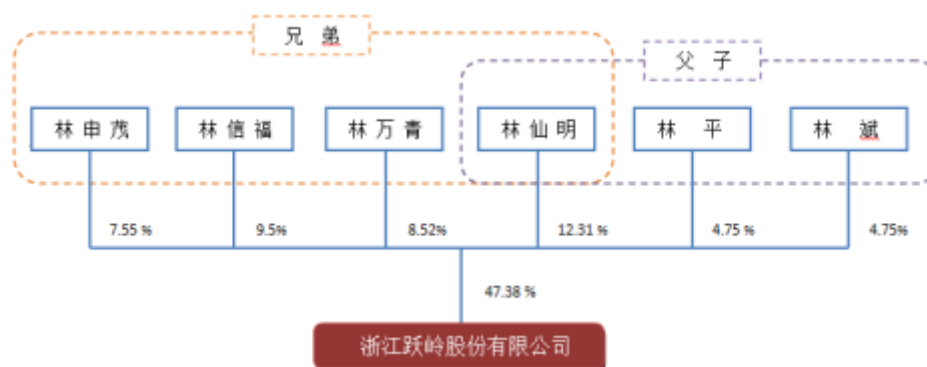 兄 弟
父 子
林 申 茂
林 信 福
林 万 青
林 仙 明
林 平
林 斌
7.55 %
9.5%
8.52%
12.31 %
4.75 %
4.75%
47.38 %
浙江跃岭股份有限公司